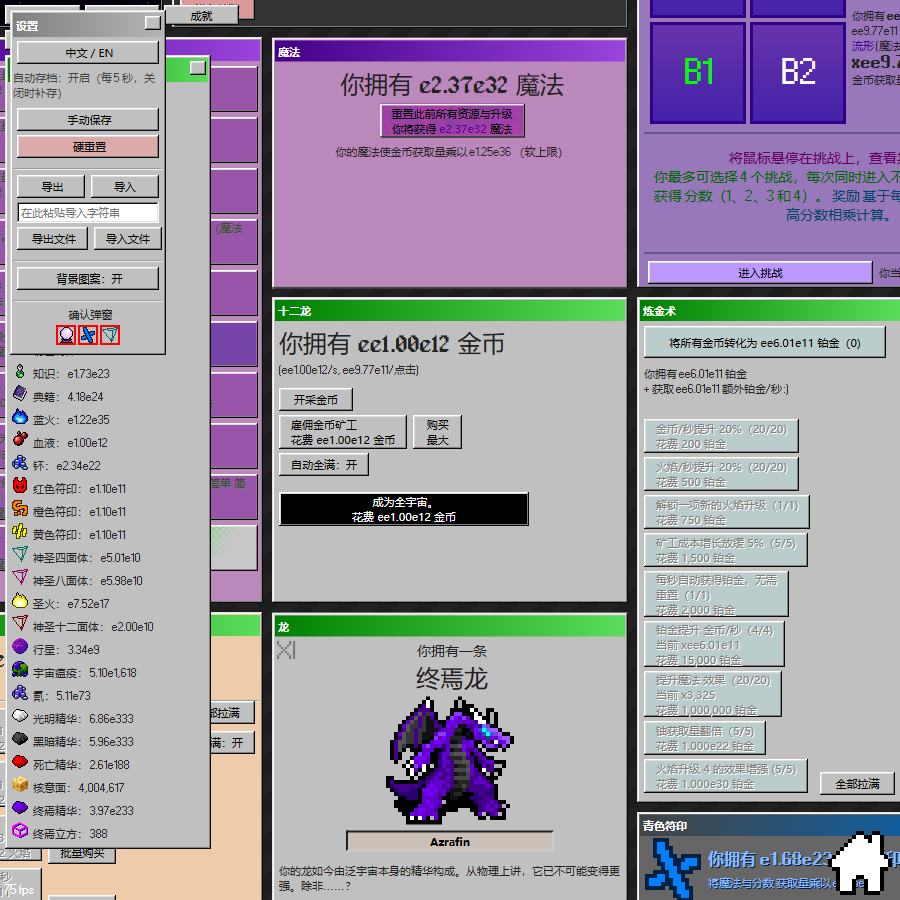 设置
中文 / EN
自动存档：开启（每 5 秒，关
闭时补存）
手动保存
硬重置
导出
导入
在此粘贴导入字符串
导出文件
导入文件
背景图案：开
确认弹窗
成就
知识：e1.73e23
典籍：4.18e24
蓝火：e1.22e35
血液：e1.00e12
钚：e2.34e22
红色符印：e1.10e11
橙色符印：e1.10e11
黄色符印：e1.10e11
神圣四面体：e5.01e10
神圣八面体：e5.98e10
圣火：e7.52e17
神圣十二面体：e2.00e10
行星：3.34e9
宇宙瘟疫：5.10e1,618
氦：5.11e73
光明精华：6.86e333
黑暗精华：5.96e333
死亡精华：2.61e188
核意面：4,004,617
终焉精华：3.97e233
终焉立方：388
批量购买
75 fps
魔法
你拥有 e2.37e32 魔法
重置此前所有资源与升级
你将获得 e2.37e32 魔法
你的魔法使金币获取量乘以 e1.25e36 （软上限）
十二龙
你拥有 ee1.00e12 金币
(ee1.00e12/s, ee9.77e11/点击)
开采金币
雇佣金币矿工
花费 ee1.00e12 金币
购买
最大
自动全满：开
成为全宇宙。
花费 ee1.00e12 金币
龙
XI
你拥有一条
终焉龙
Azrafin
你的龙如今由泛宇宙本身的精华构成。从物理上讲，它已不可能变得更
强。除非……？
B1
B2
你拥有 ee
ee9.77e11
流形 (魔法
xee9.7
金币获取
将鼠标悬停在挑战上，查看
你最多可选择 4 个挑战，每次同时进入不
获得分数（1、2、3 和 4）。奖励基于每
高分数相乘计算。
进入挑战
你当
炼金术
将所有金币转化为 ee6.01e11 铂金（0）
你拥有 ee6.01e11 铂金
+ 获取 ee6.01e11 额外铂金/秒 :)
金币/秒提升 20%（20/20）
花费 200 铂金
火焰/秒提升 20%（20/20）
花费 500 铂金
解锁一项新的火焰升级（1/1）
花费 750 铂金
矿工成本增长放缓 5%（5/5）
花费 1,500 铂金
每秒自动获得铂金，无需
重置（1/1）
花费 2,000 铂金
铂金提升 金币/秒（4/4）
当前 xee6.01e11
花费 15,000 铂金
提升魔法 效果（20/20）
当前 x3,325
花费 1,000,000 铂金
铀获取量翻倍（5/5）
花费 1.000e22 铂金
火焰升级 4 的效果增强 (5/5)
花费 1.000e30 铂金
全部拉满
青色符印
你拥有 e1.68e23
将魔法与分数 获取量乘以